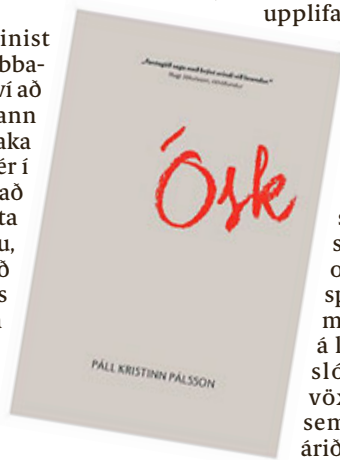 upplifa
inist
bba-
ví að
ann
aka
ér í
að
ta
u,
ð
s
Ósk
PÁLL KRISTINN PÁLSSON
s
s
o
sp
m
á l
sló
vöx
sem
árið